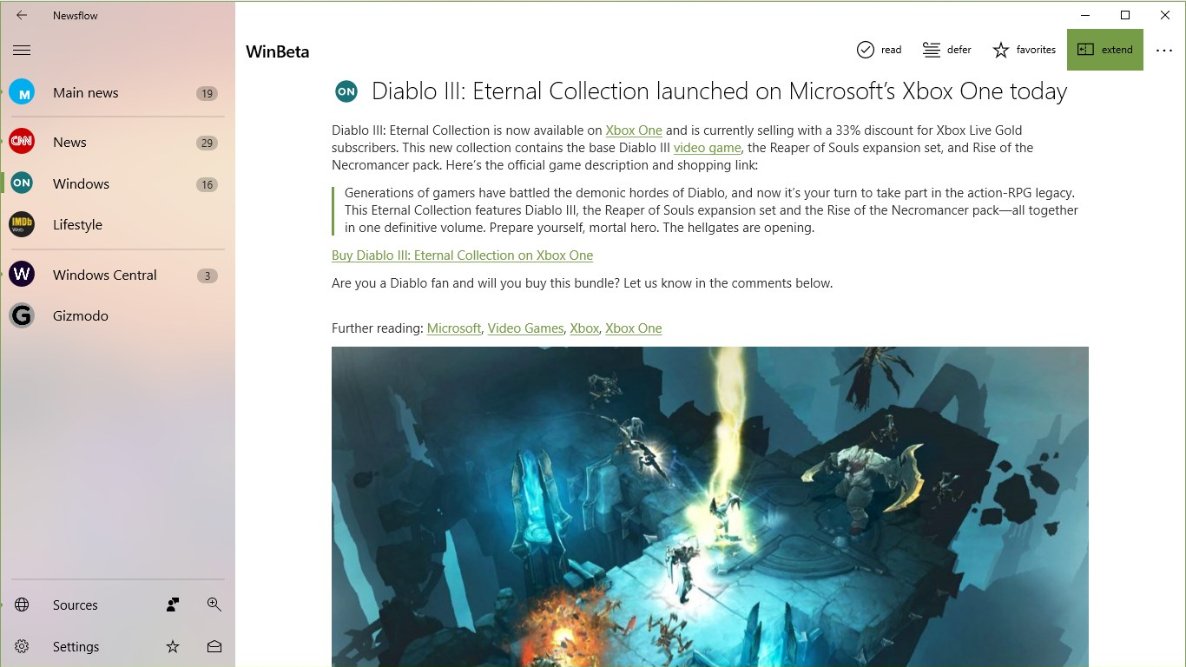 Newsflow
WinBeta
read
defer
favorites
extend
M
Main news
19
CNN
News
29
ON
Windows
16
IMDb
Web
Lifestyle
W
Windows Central
3
G
Gizmodo
Sources
Settings
ON
Diablo III: Eternal Collection launched on Microsoft’s Xbox One today
Diablo III: Eternal Collection is now available on Xbox One and is currently selling with a 33% discount for Xbox Live Gold
subscribers. This new collection contains the base Diablo III video game, the Reaper of Souls expansion set, and Rise of the
Necromancer pack. Here’s the official game description and shopping link:
Generations of gamers have battled the demonic hordes of Diablo, and now it’s your turn to take part in the action-RPG legacy.
This Eternal Collection features Diablo III, the Reaper of Souls expansion set and the Rise of the Necromancer pack—all together
in one definitive volume. Prepare yourself, mortal hero. The hellgates are opening.
Buy Diablo III: Eternal Collection on Xbox One
Are you a Diablo fan and will you buy this bundle? Let us know in the comments below.
Further reading: Microsoft, Video Games, Xbox, Xbox One